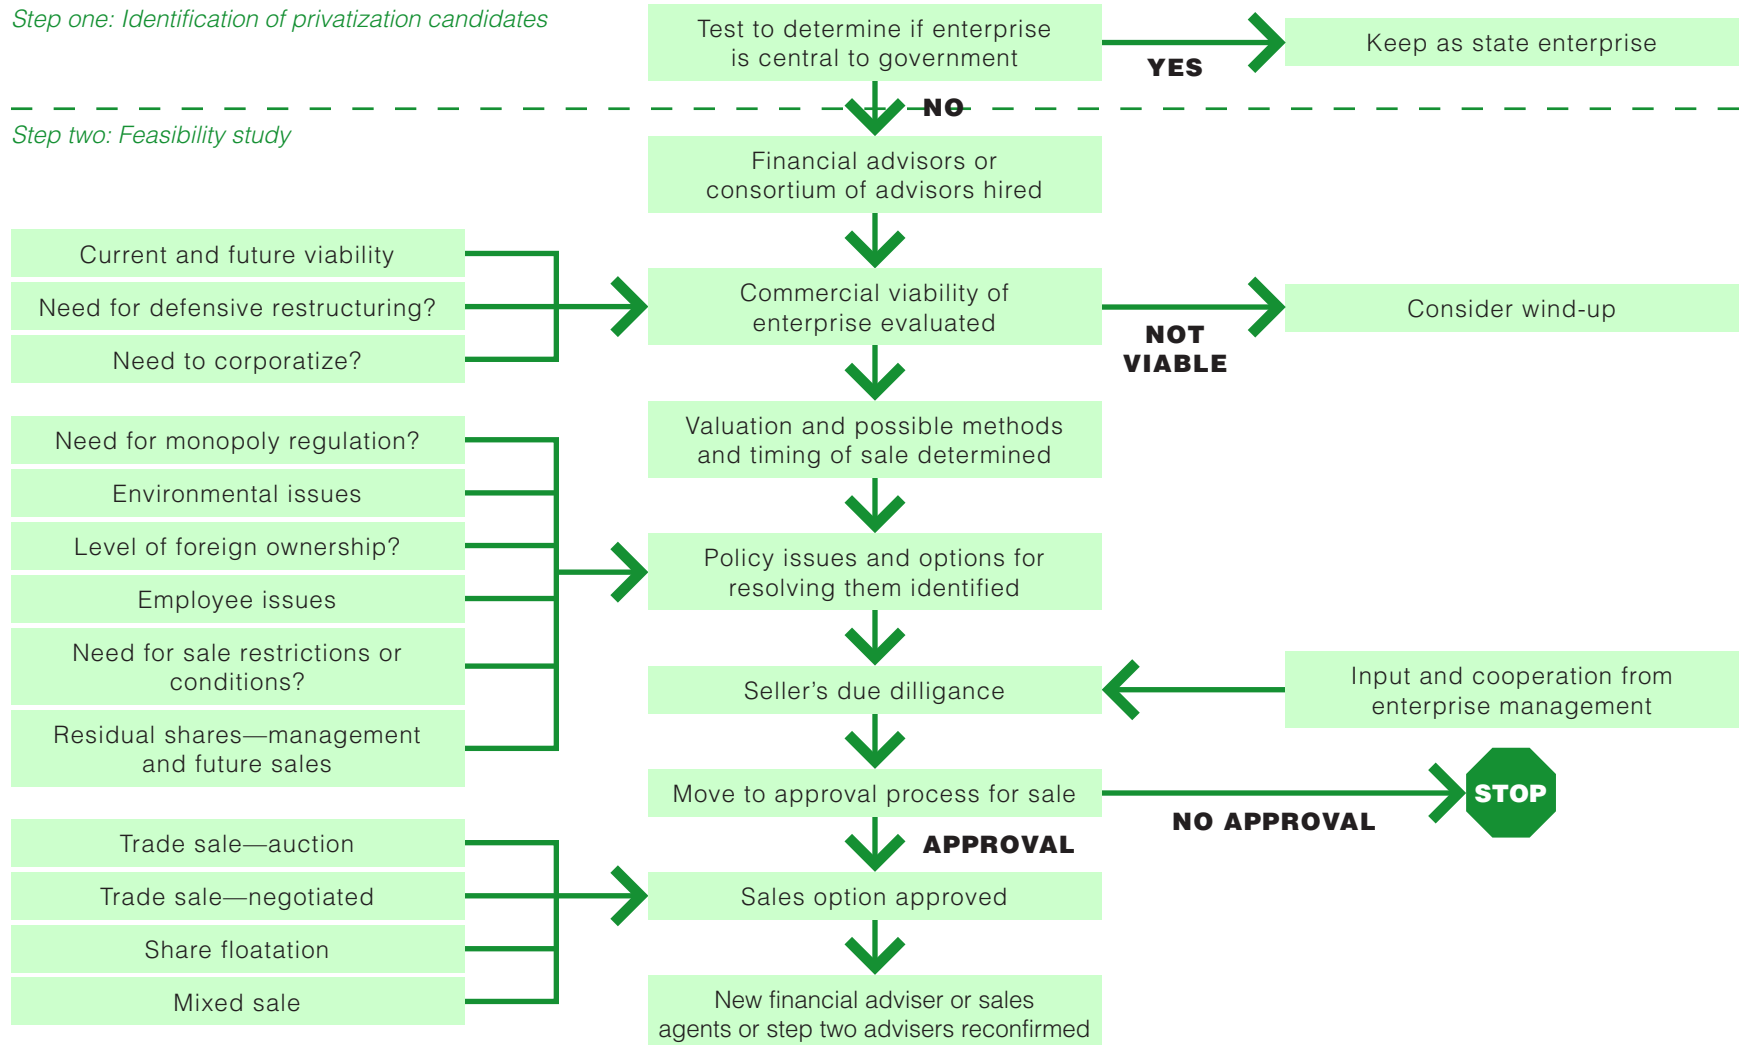 Step one: Identification of privatization candidates
Test to determine if enterprise
is central to government
YES
Keep as state enterprise
NO
Step two: Feasibility study
Financial advisors or
consortium of advisors hired
Current and future viability
Need for defensive restructuring?
Need to corporatize?
Commercial viability of
enterprise evaluated
NOT
VIABLE
Consider wind-up
Valuation and possible methods
and timing of sale determined
Need for monopoly regulation?
Environmental issues
Level of foreign ownership?
Employee issues
Need for sale restrictions or
conditions?
Residual shares—management
and future sales
Policy issues and options for
resolving them identified
Seller's due dilligance
Input and cooperation from
enterprise management
Move to approval process for sale
NO APPROVAL
STOP
APPROVAL
Trade sale—auction
Trade sale—negotiated
Share floatation
Mixed sale
Sales option approved
New financial adviser or sales
agents or step two advisers reconfirmed